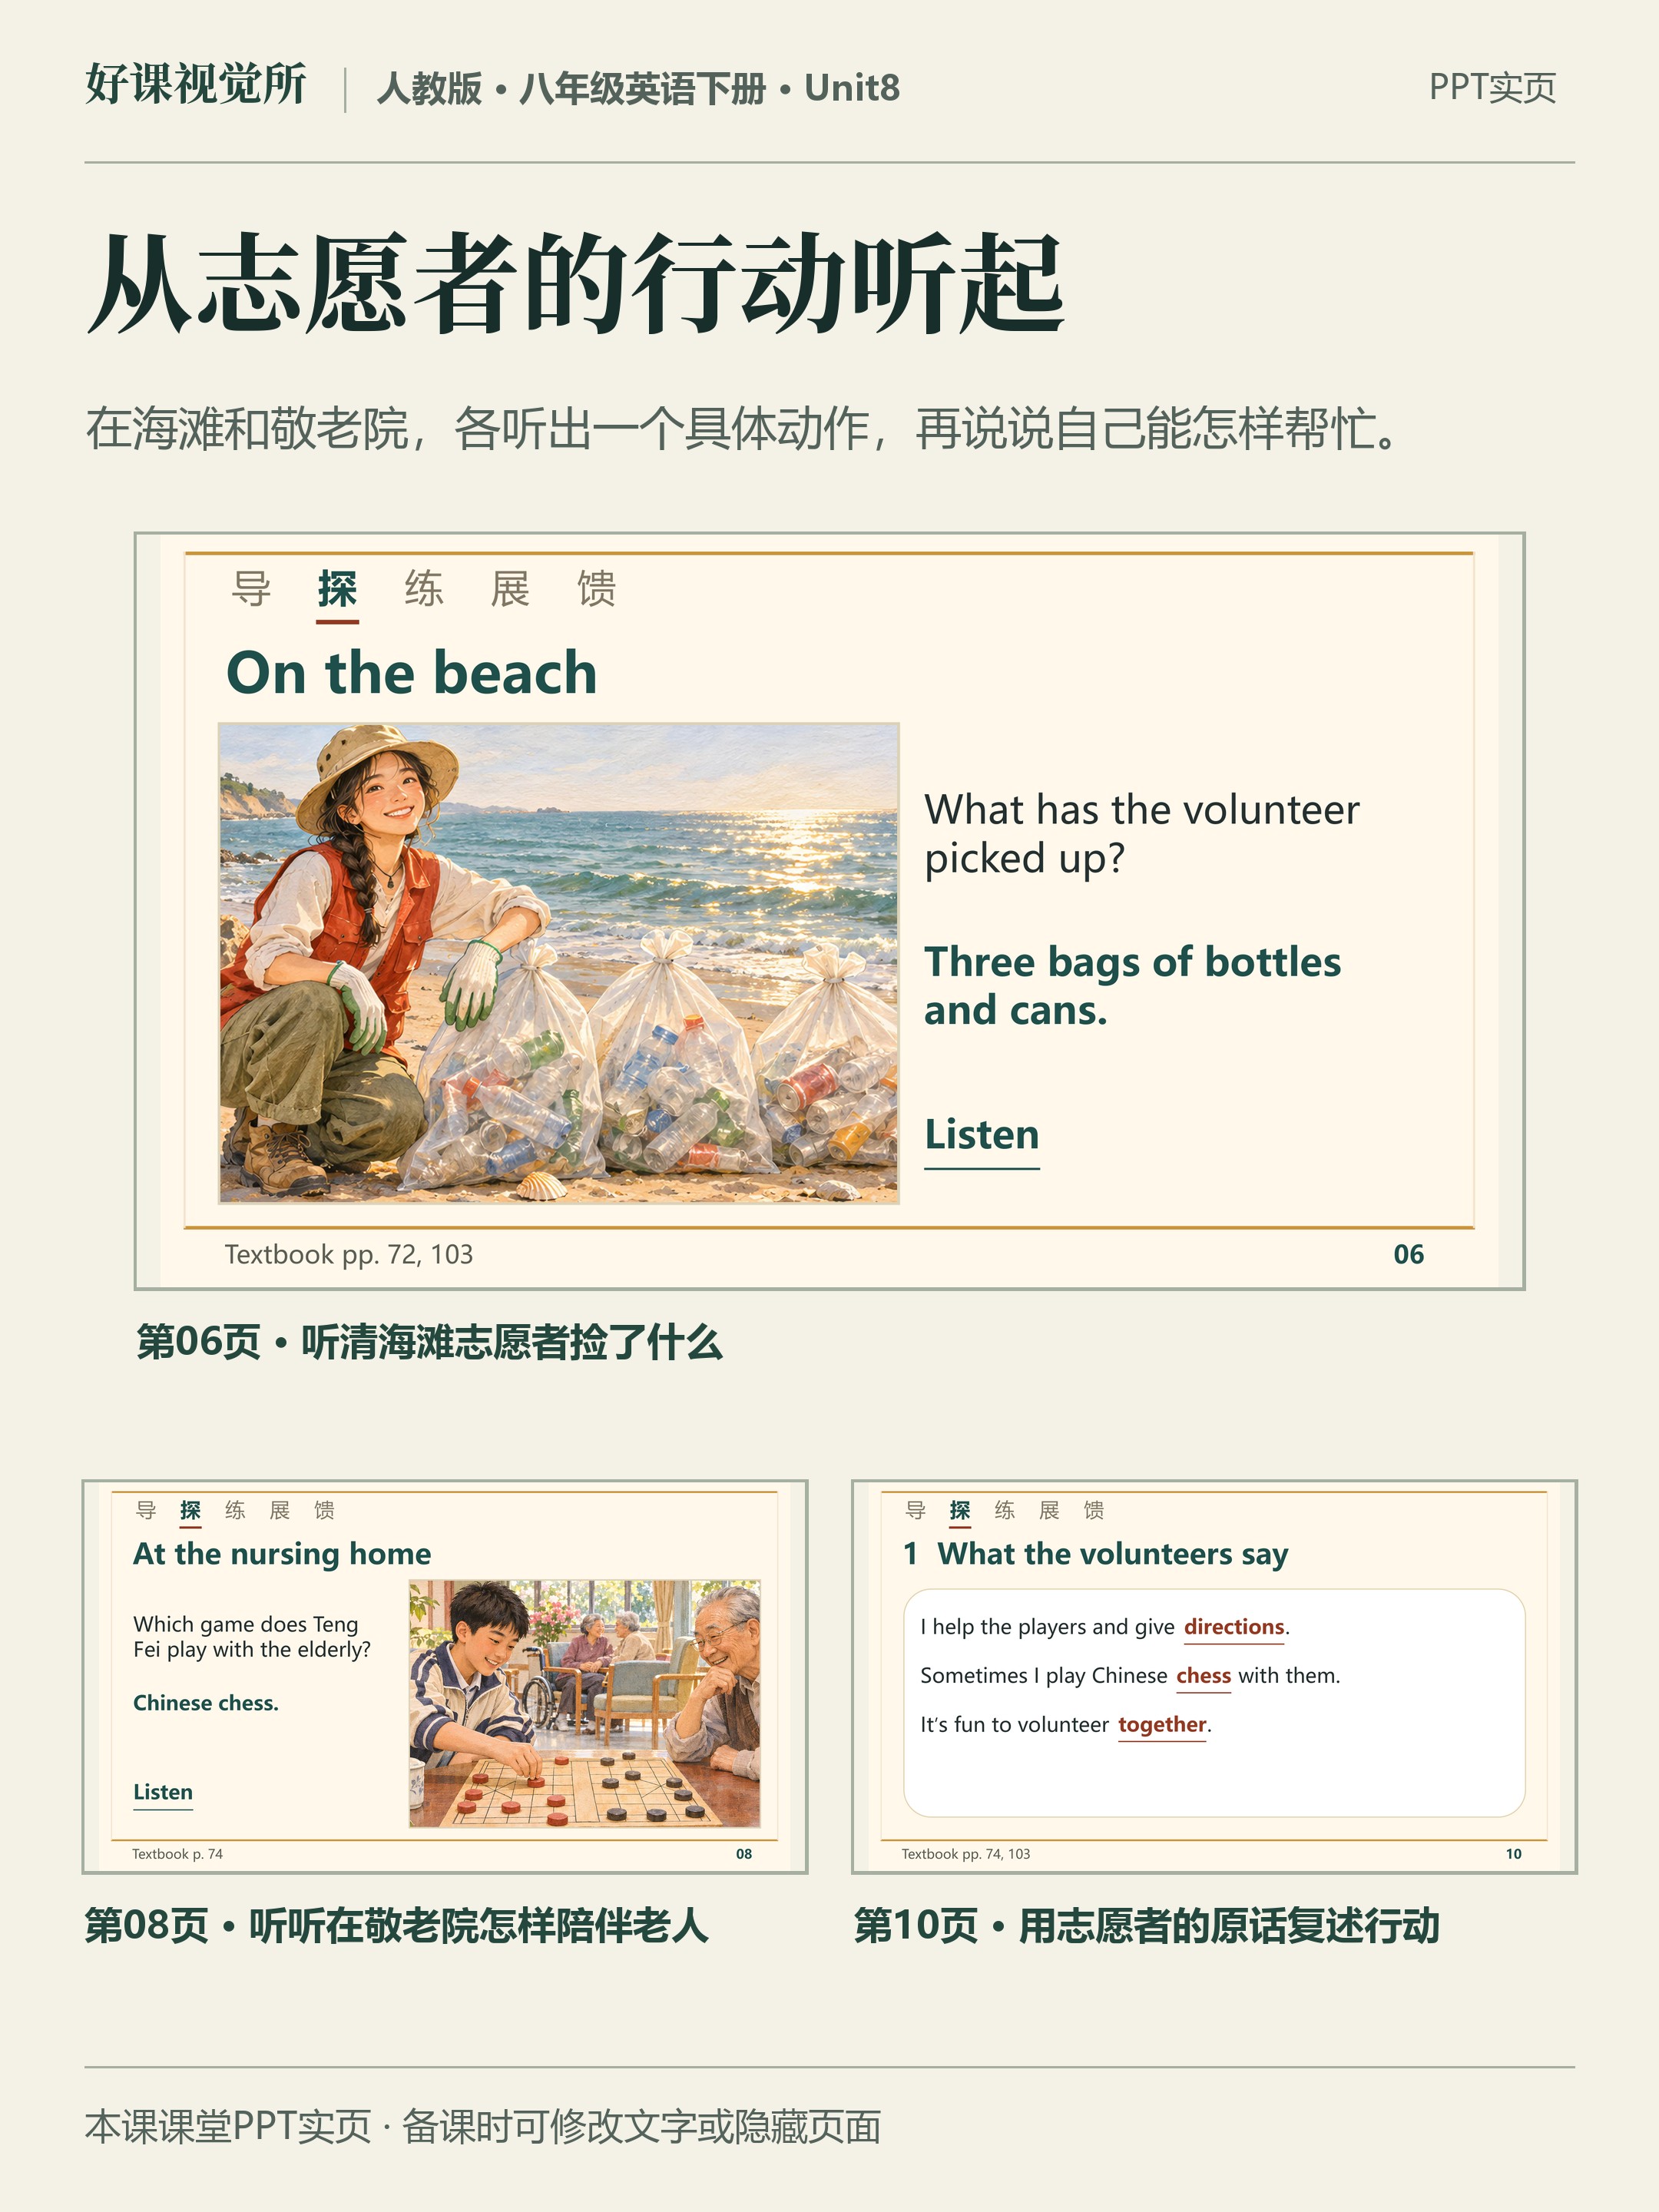 好课视觉所
人教版·八年级英语下册·Unit8
PPT实页
从志愿者的行动听起
在海滩和敬老院，各听出一个具体动作，再说说自己能怎样帮忙。
导 探 练 展 馈
On the beach
What has the volunteer
picked up?
Three bags of bottles
and cans.
Listen
Textbook pp. 72, 103
06
第06页·听清海滩志愿者捡了什么
导 探 练 展 馈
At the nursing home
Which game does Teng
Fei play with the elderly?
Chinese chess.
Listen
Textbook p. 74
08
第08页·听听在敬老院怎样陪伴老人
导 探 练 展 馈
1 What the volunteers say
I help the players and give directions.
Sometimes I play Chinese chess with them.
It's fun to volunteer together.
Textbook pp. 74, 103
10
第10页·用志愿者的原话复述行动
本课课堂PPT实页·备课时可修改文字或隐藏页面